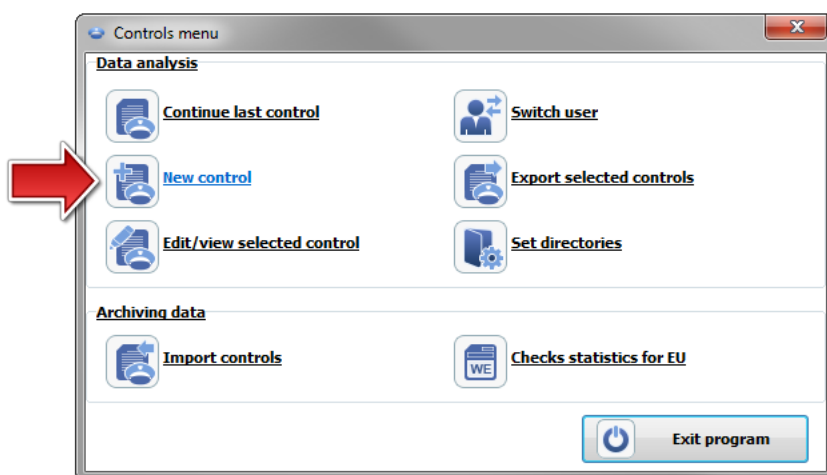 Controls menu
Data analysis
Continue last control
Switch user
New control
Export selected controls
Edit/view selected control
Set directories
Archiving data
Import controls
WE
Checks statistics for EU
Exit program